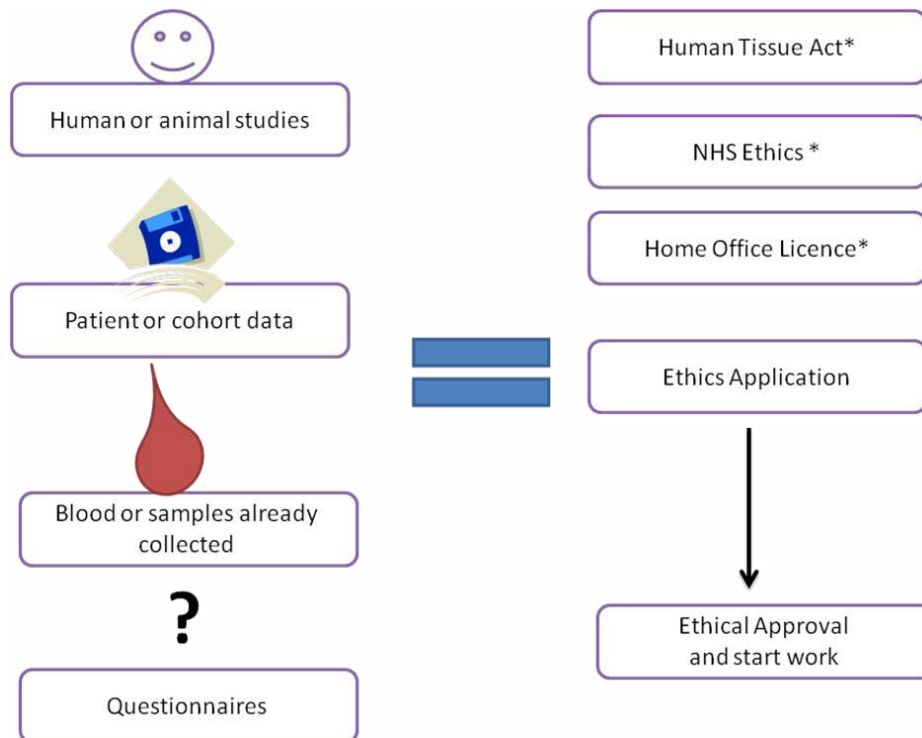 Human or animal studies
Patient or cohort data
Blood or samples already
collected
?
Questionnaires
Human Tissue Act*
NHS Ethics *
Home Office Licence*
Ethics Application
Ethical Approval
and start work